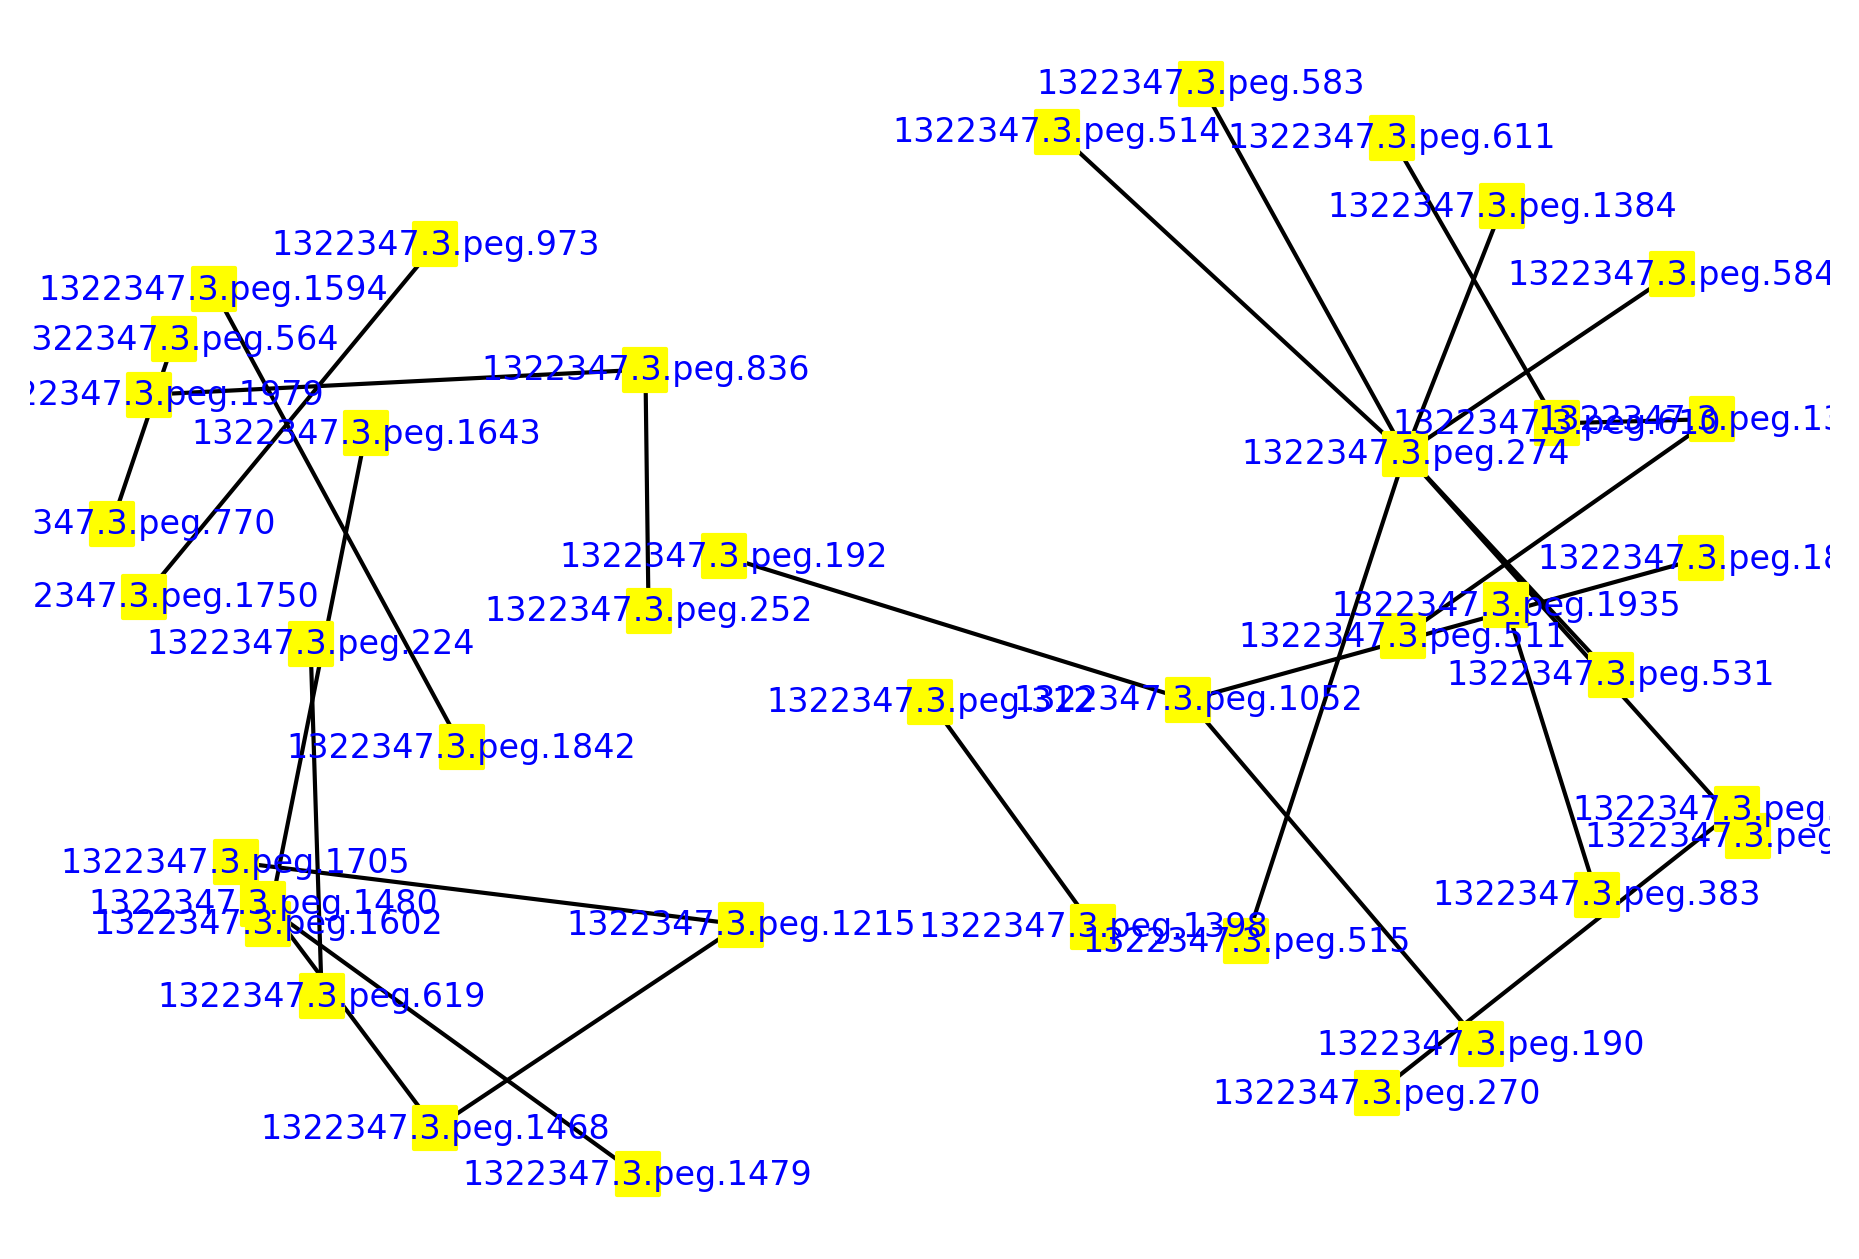 1322347.3.peg.583
1322347.3.peg.514
1322347.3.peg.611
1322347.3.peg.1384
1322347.3.peg.973
1322347.3.peg.584
1322347.3.peg.1594
322347.3.peg.564
1322347.3.peg.836
22347.3.peg.1979
1322347.3.peg.13
1322347.3.peg.610
1322347.3.peg.1643
1322347.3.peg.274
347.3.peg.770
1322347.3.peg.192
1322347.3.peg.18
2347.3.peg.1750
1322347.3.peg.1935
1322347.3.peg.252
1322347.3.peg.511
1322347.3.peg.224
1322347.3.peg.531
1322347.3.peg.312
1322347.3.peg.1052
1322347.3.peg.1842
1322347.3.peg.
1322347.3.peg
1322347.3.peg.1705
1322347.3.peg.383
1322347.3.peg.1480
1322347.3.peg.1602
1322347.3.peg.1215
1322347.3.peg.1398
1322347.3.peg.515
1322347.3.peg.619
1322347.3.peg.190
1322347.3.peg.270
1322347.3.peg.1468
1322347.3.peg.1479